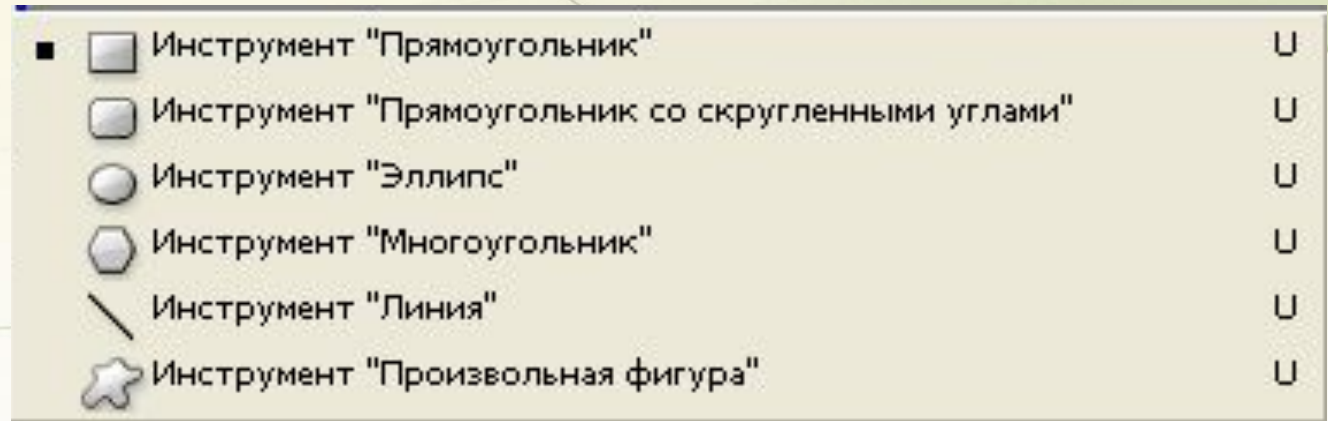 Инструмент "Прямоугольник" U
Инструмент "Прямоугольник со скругленными углами" U
Инструмент "Эллипс" U
Инструмент "Многоугольник" U
Инструмент "Линия" U
Инструмент "Произвольная фигура" U